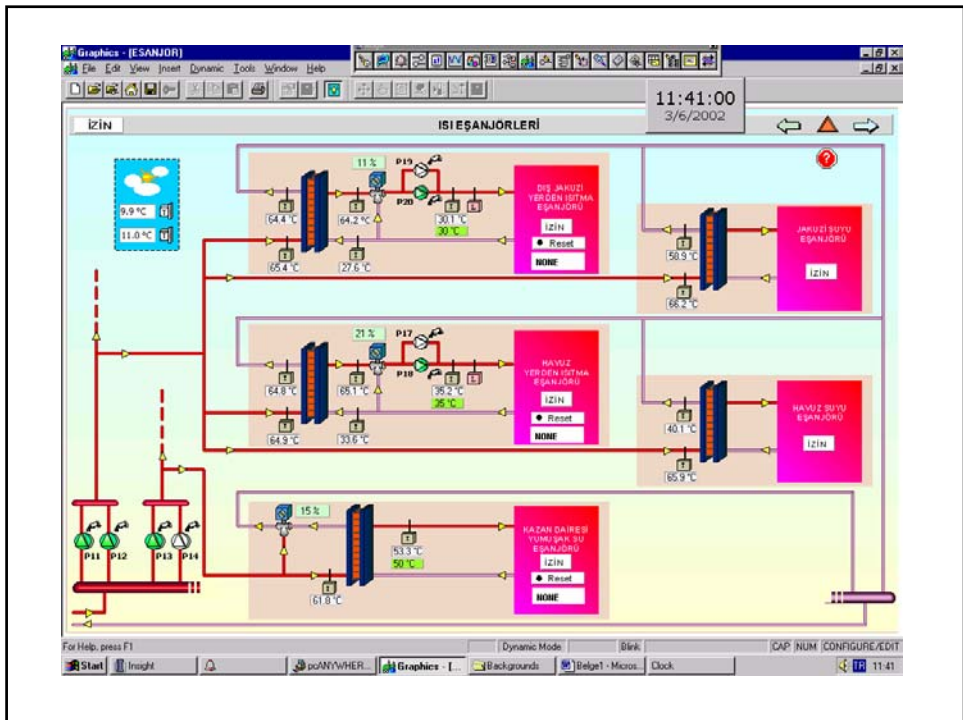 Graphics - [ESANJOR]
File Edit View Insert Dynamic Tools Window Help
11:41:00
3/6/2002
İZİN
ISI EŞANJÖRLERİ
9.9 °C
11.0 °C
11 %
P19
P20
64.4 °C
64.2 °C
30.1 °C
30 °C
65.4 °C
27.6 °C
DIŞ JAKUZİ
YERDEN ISITMA
EŞANJÖRÜ
İZİN
Reset
NONE
58.9 °C
66.2 °C
JAKUZİ SUYU
EŞANJÖRÜ
İZİN
21 %
P17
P18
64.8 °C
65.1 °C
35.2 °C
35 °C
64.9 °C
33.6 °C
HAVUZ
YERDEN ISITMA
EŞANJÖRÜ
İZİN
Reset
NONE
40.1 °C
65.9 °C
HAVUZ SUYU
EŞANJÖRÜ
İZİN
15 %
53.3 °C
50 °C
61.8 °C
KAZAN DAİRESİ
YUMUŞAK SU
EŞANJÖRÜ
İZİN
Reset
NONE
P11 P12 P13 P14
For Help, press F1
Dynamic Mode
Blink
CAP NUM CONFIGURE/EDIT
Start
Insight
pcANYWHER...
Graphics - [...
Backgrounds
Belge1 - Micros...
Clock
TR 11:41